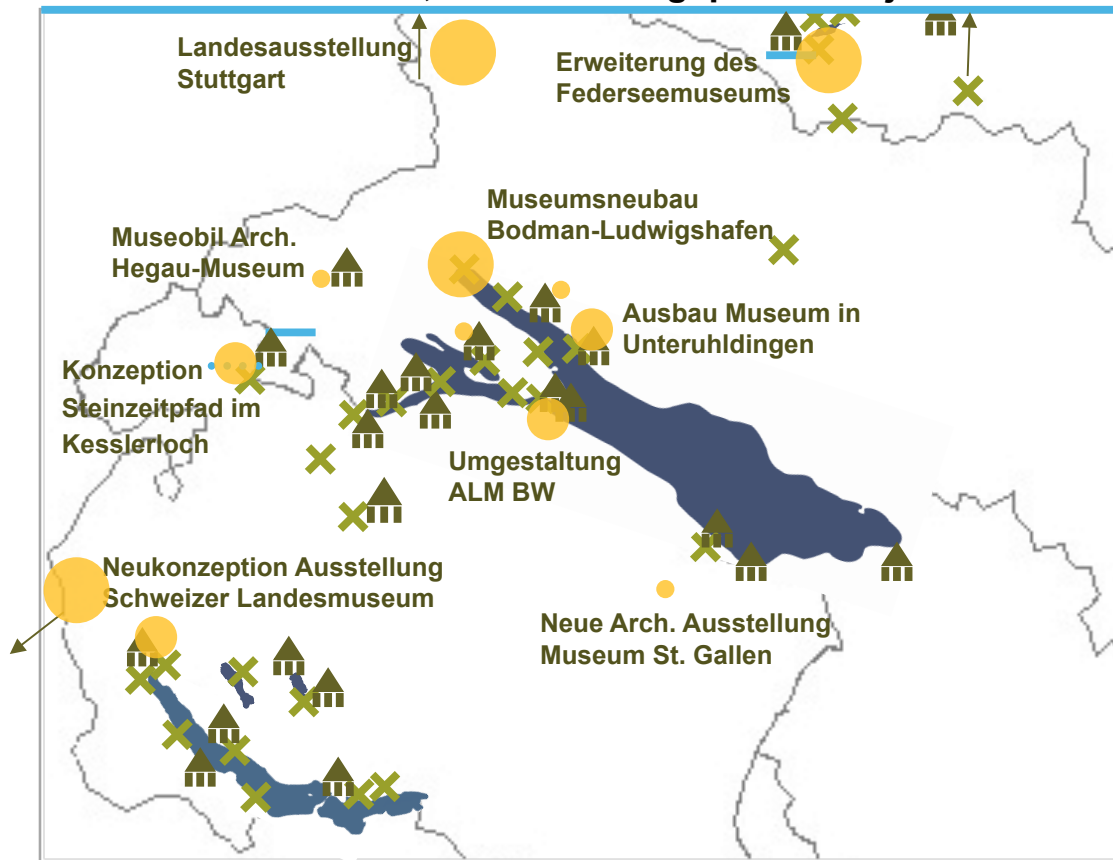 Landesausstellung
Stuttgart
Erweiterung des
Federseemuseums
Museumsneubau
Bodman-Ludwigshafen
Museobil Arch.
Hegau-Museum
Ausbau Museum in
Unteruhldingen
Konzeption
Steinzeitpfad im
Kesslerloch
Umgestaltung
ALM BW
Neukonzeption Ausstellung
Schweizer Landesmuseum
Neue Arch. Ausstellung
Museum St. Gallen